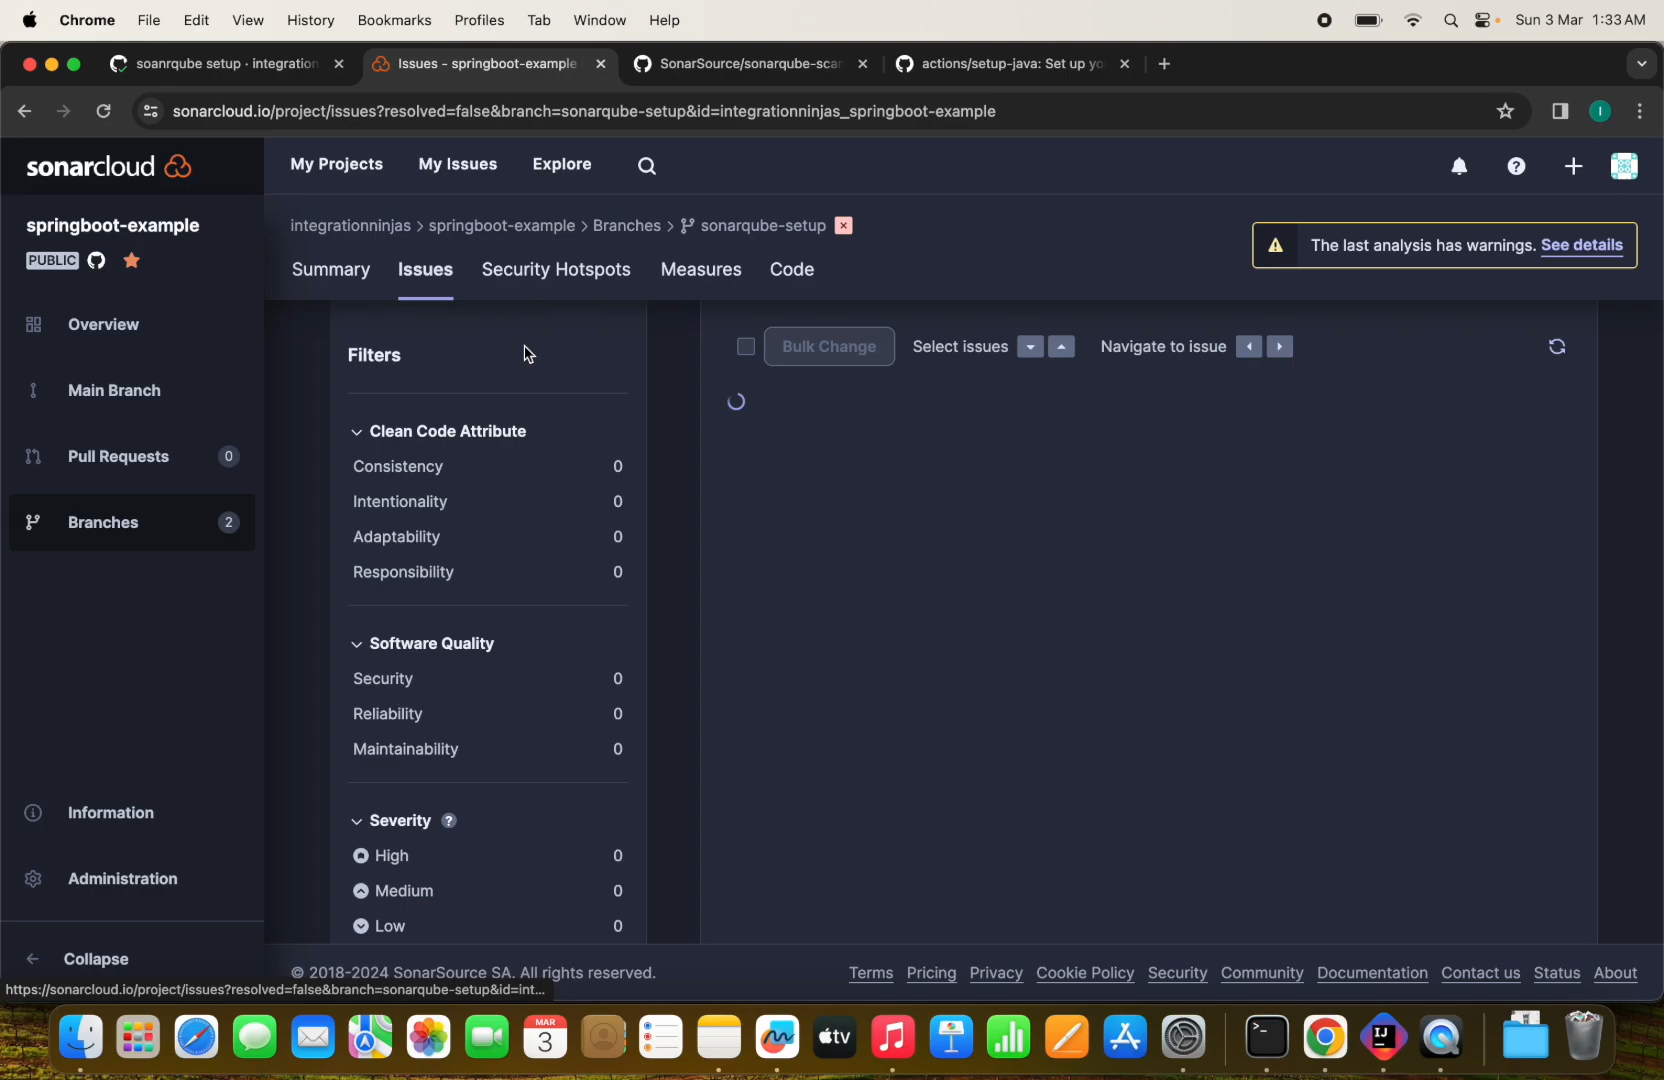 Chrome File Edit View History Bookmarks Profiles Tab Window Help Sun 3 Mar 1:33 AM
soanrqube setup · integration Issues - springboot-example SonarSource/sonarqube-scan actions/setup-java: Set up yo
sonarcloud.io/project/issues?resolved=false&branch=sonarqube-setup&id=integrationninjas_springboot-example I
sonarcloud My Projects My Issues Explore
springboot-example
PUBLIC
integrationninjas > springboot-example > Branches > sonarqube-setup
The last analysis has warnings. See details
Summary Issues Security Hotspots Measures Code
Overview
Main Branch
Pull Requests 0
Branches 2
Information
Administration
Collapse
Filters
Clean Code Attribute
Consistency 0
Intentionality 0
Adaptability 0
Responsibility 0
Software Quality
Security 0
Reliability 0
Maintainability 0
Severity ?
High 0
Medium 0
Low 0
Bulk Change Select issues Navigate to issue
© 2018-2024 SonarSource SA. All rights reserved. Terms Pricing Privacy Cookie Policy Security Community Documentation Contact us Status About
https://sonarcloud.io/project/issues?resolved=false&branch=sonarqube-setup&id=int...
MAR
3
tv
IJ